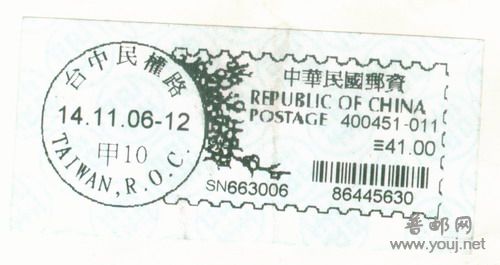 台中民權路
14.11.06-12
甲10
TAIWAN, R.O.C.
中華民國郵資
REPUBLIC OF CHINA
POSTAGE 400451-011
≡41.00
SN663006
86445630
普邮网
www.youj.net